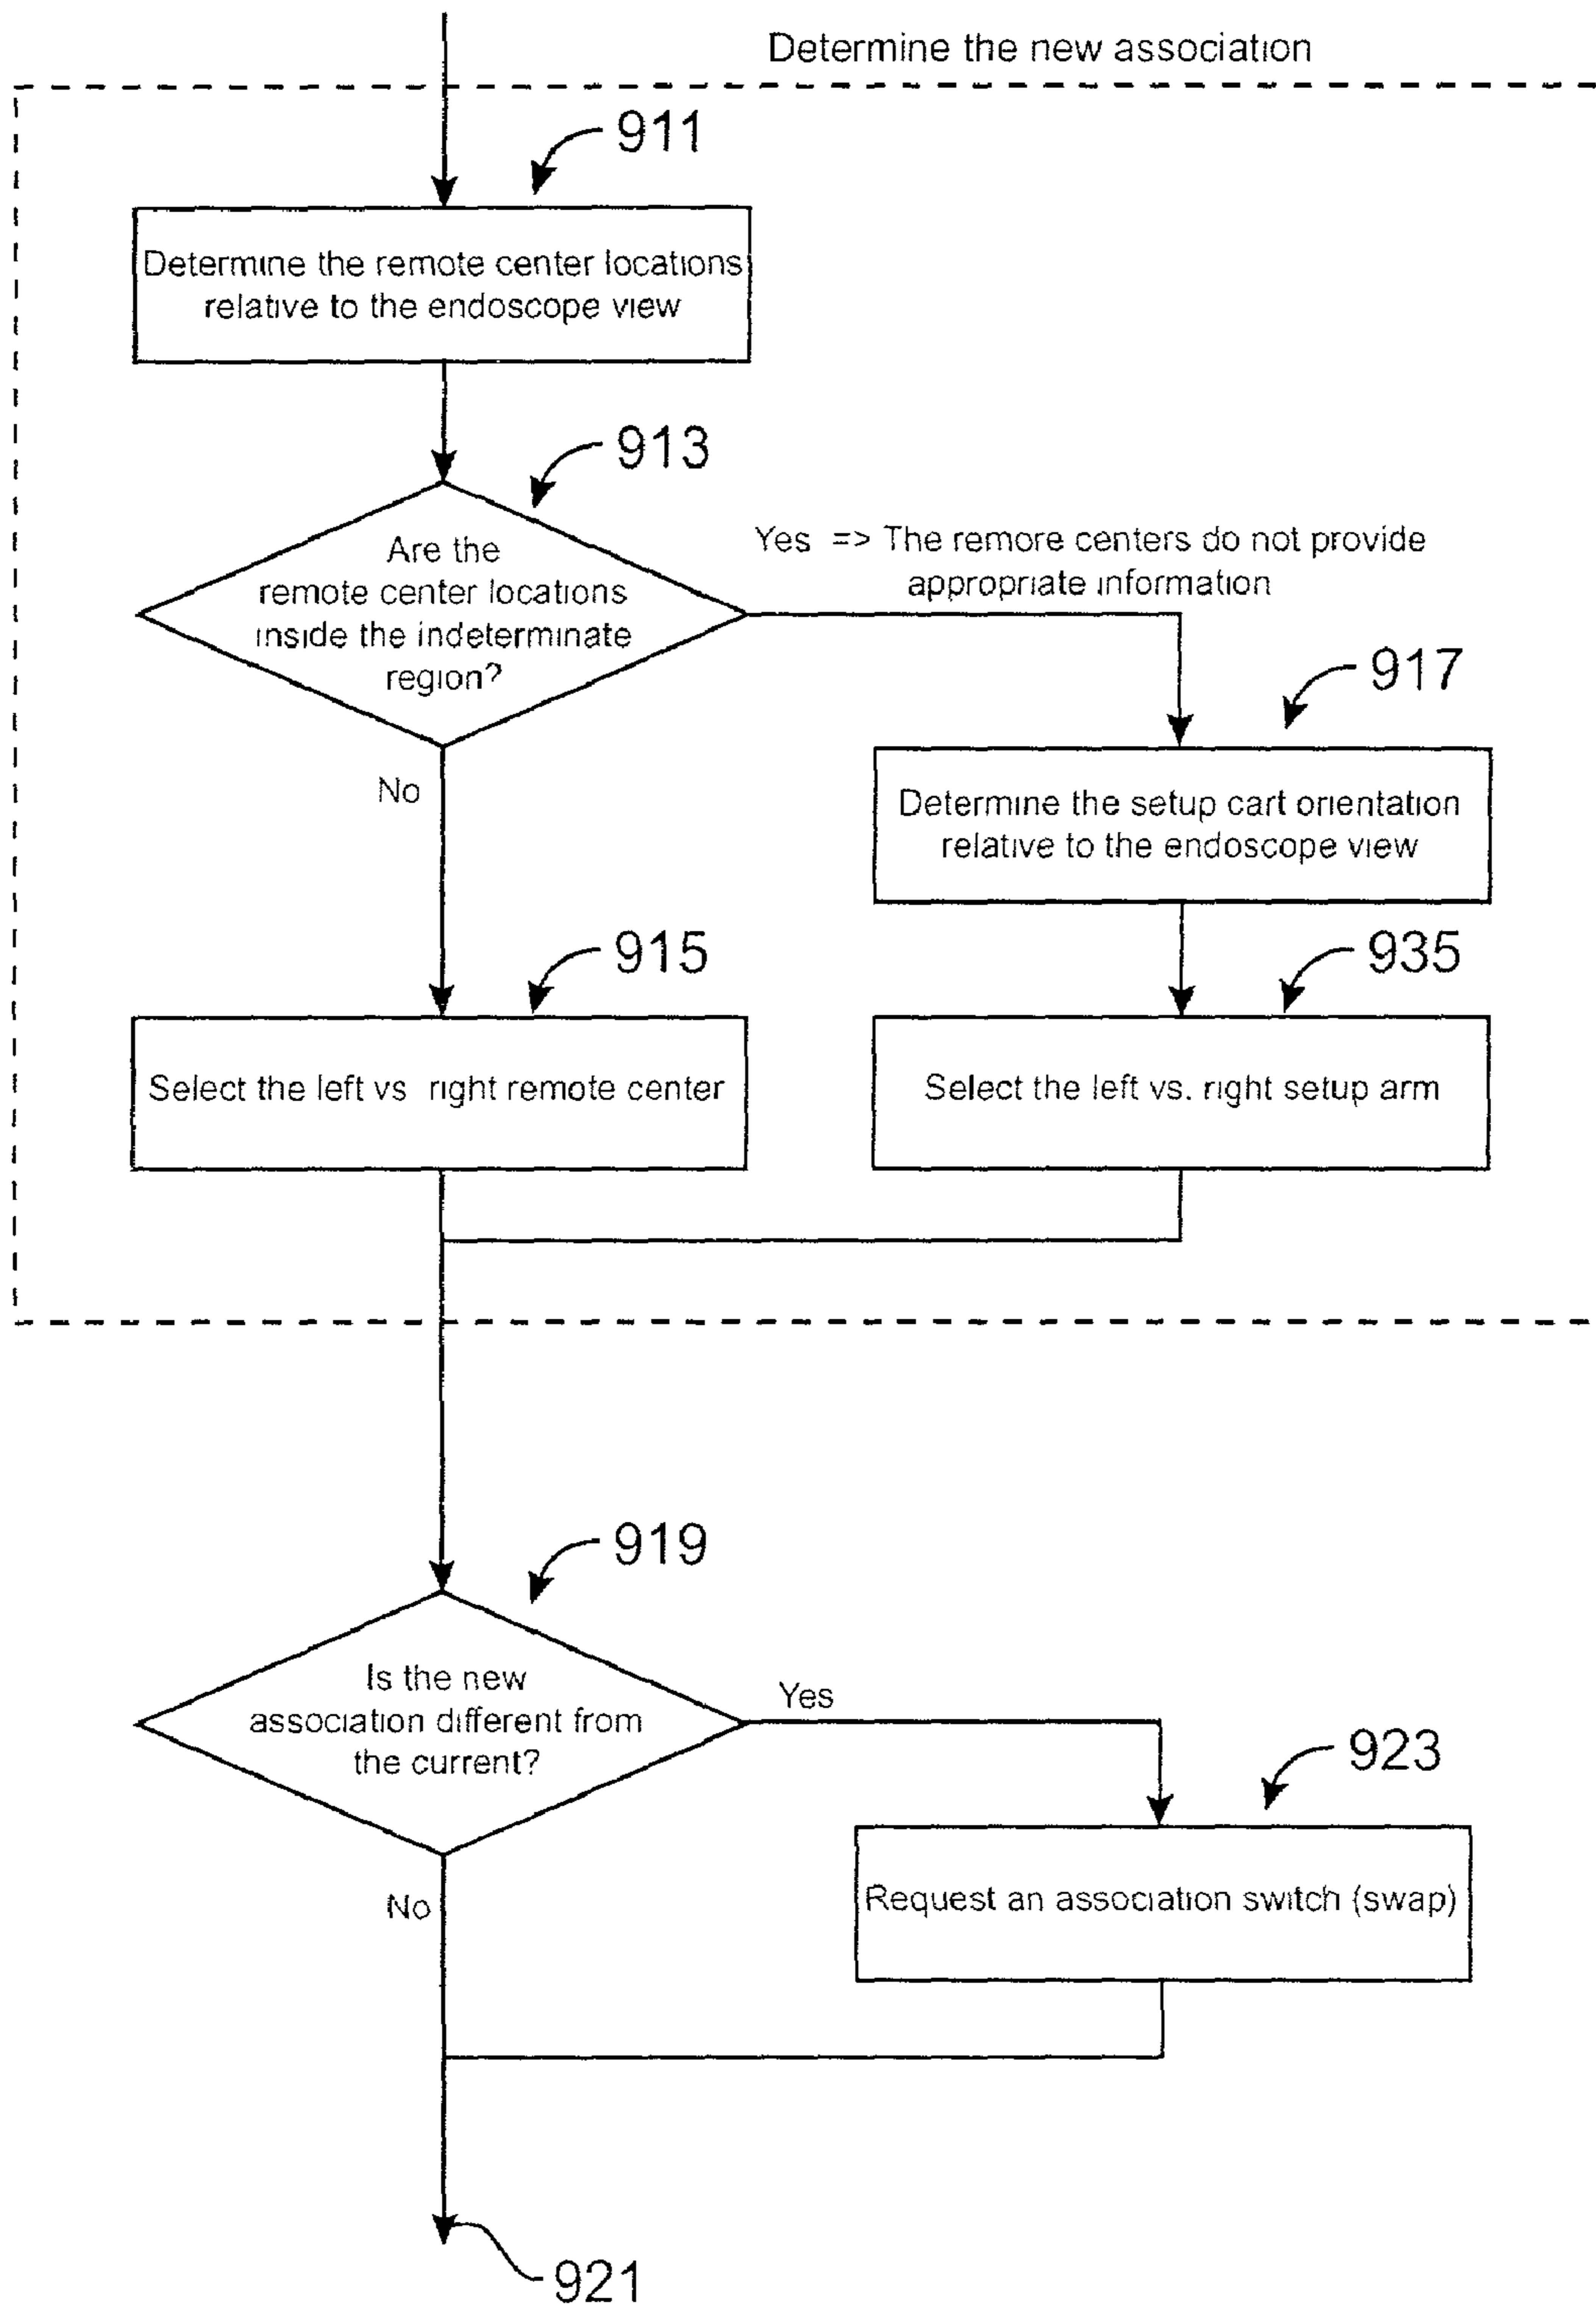 Determine the new association
911
Determine the remote center locations
relative to the endoscope view
913
Are the
remote center locations
inside the indeterminate
region?
Yes => The remore centers do not provide
appropriate information
917
No
Determine the setup cart orientation
relative to the endoscope view
915
935
Select the left vs right remote center
Select the left vs. right setup arm
919
Is the new
association different from
the current?
Yes
923
No
Request an association switch (swap)
921